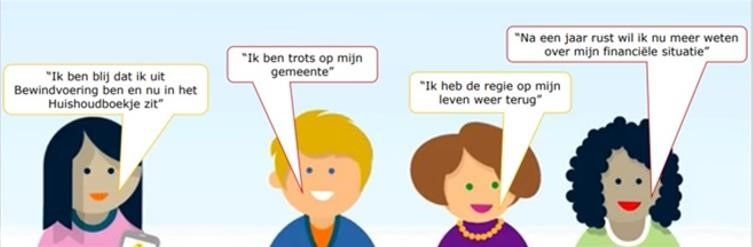 “Ik ben blij dat ik uit
Bewindvoering ben en nu in het
Huishoudboekje zit”
“Ik ben trots op mijn
gemeente”
“Ik heb de regie op mijn
leven weer terug”
“Na een jaar rust wil ik nu meer weten
over mijn financiële situatie”